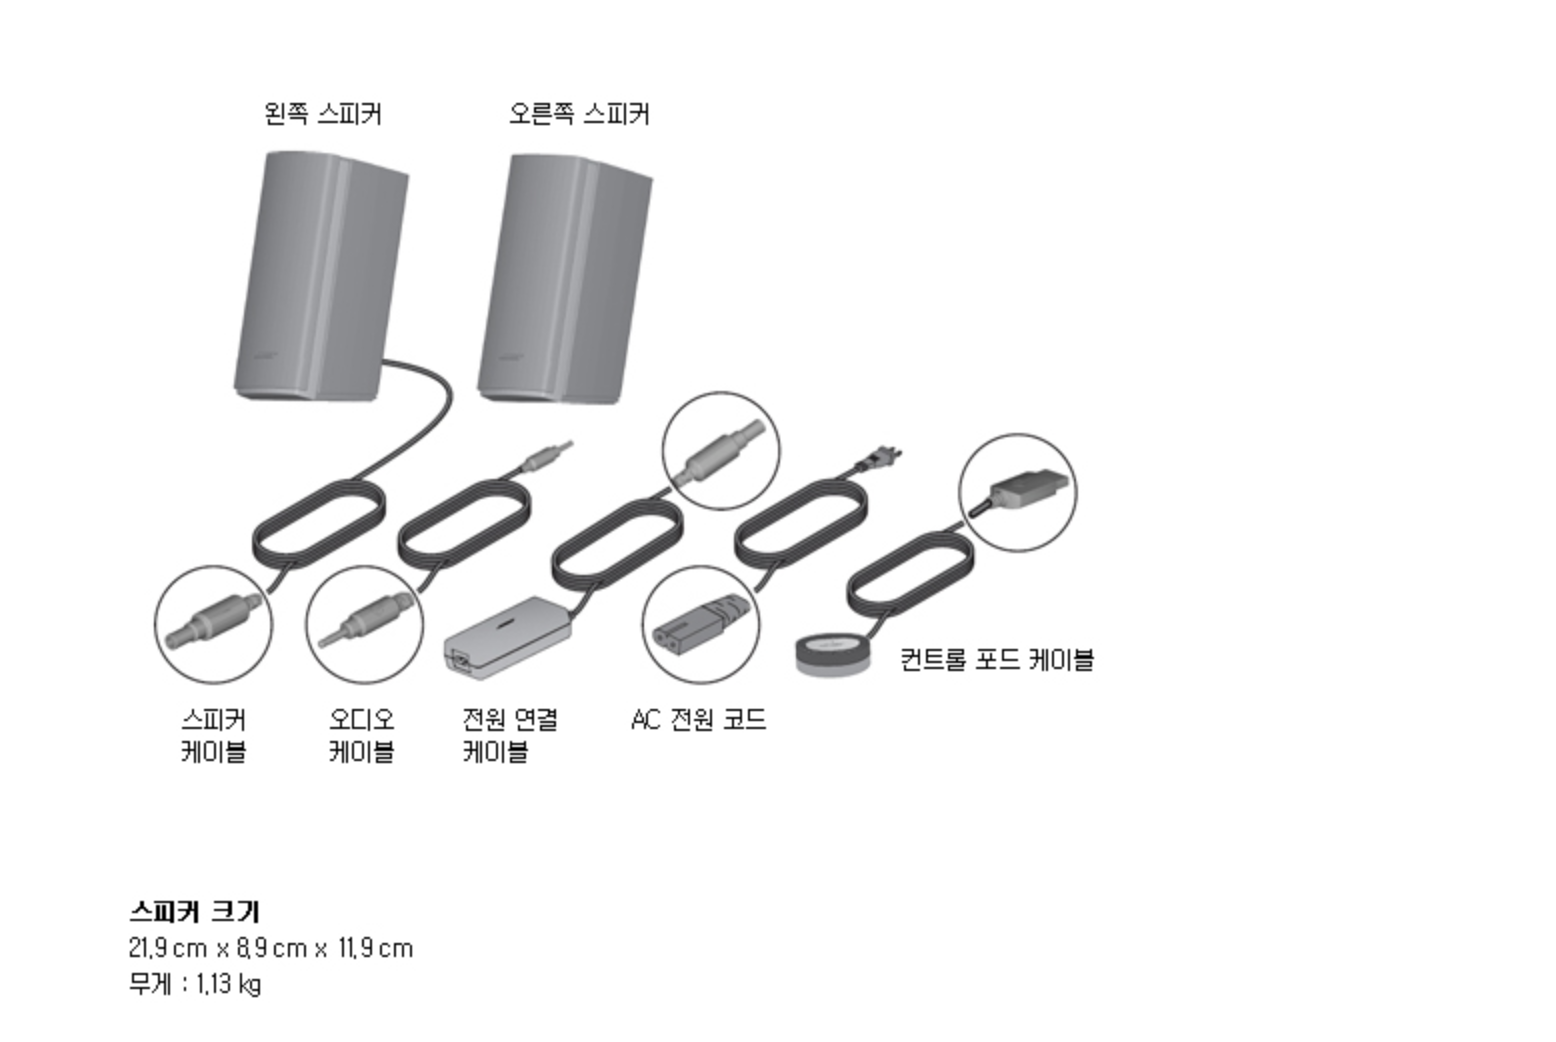 왼쪽 스피커
오른쪽 스피커
컨트롤 포드 케이블
스피커
케이블
오디오
케이블
전원 연결
케이블
AC 전원 코드
스피커 크기
21,9 cm x 8,9 cm x 11,9 cm
무게 : 1,13 kg